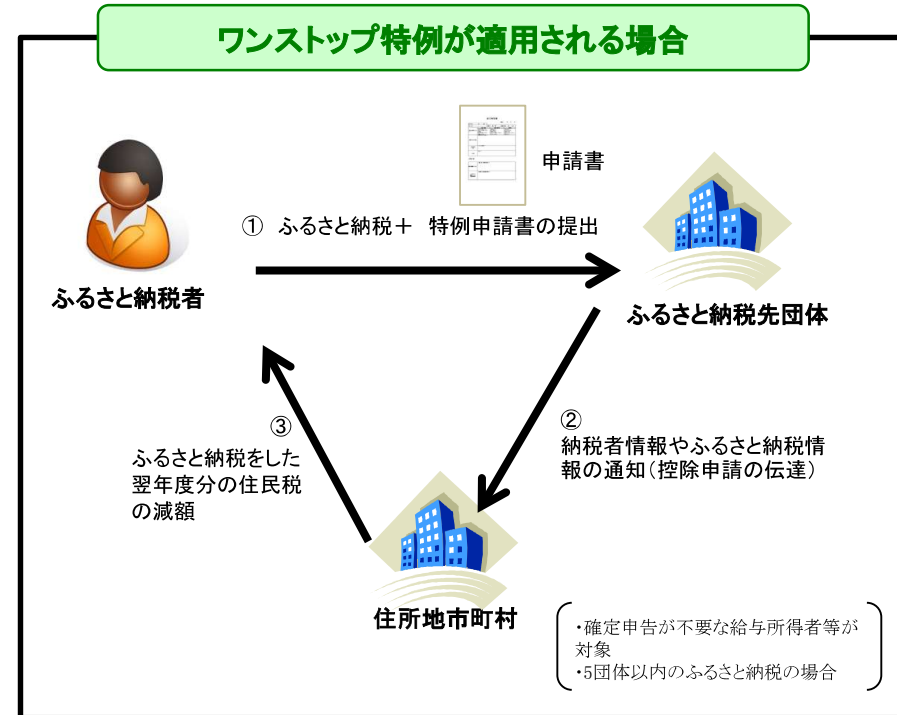 ワンストップ特例が適用される場合
申請書
① ふるさと納税＋ 特例申請書の提出
ふるさと納税者
ふるさと納税先団体
②
納税者情報やふるさと納税情
報の通知（控除申請の伝達）
③
ふるさと納税をした
翌年度分の住民税
の減額
住所地市町村
・確定申告が不要な給与所得者等が
対象
・5団体以内のふるさと納税の場合